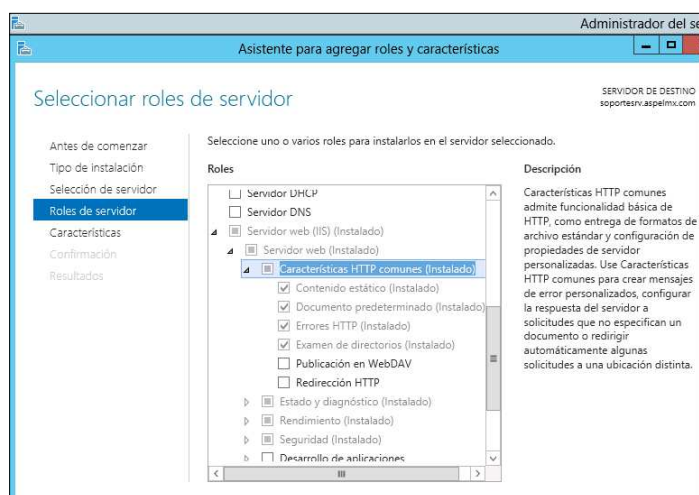 Administrador del se
Asistente para agregar roles y características
Seleccionar roles de servidor
SERVIDOR DE DESTINO
soportesrv.aspelmx.com
Antes de comenzar
Tipo de instalación
Selección de servidor
Roles de servidor
Características
Confirmación
Resultados
Seleccione uno o varios roles para instalarlos en el servidor seleccionado.
Roles
Servidor DHCP
Servidor DNS
Servidor web (IIS) (Instalado)
Servidor web (Instalado)
Características HTTP comunes (Instalado)
Contenido estático (Instalado)
Documento predeterminado (Instalado)
Errores HTTP (Instalado)
Examen de directorios (Instalado)
Publicación en WebDAV
Redirección HTTP
Estado y diagnóstico (Instalado)
Rendimiento (Instalado)
Seguridad (Instalado)
Desarrollo de aplicaciones
Descripción
Características HTTP comunes
admite funcionalidad básica de
HTTP, como entrega de formatos de
archivo estándar y configuración de
propiedades de servidor
personalizadas. Use Características
HTTP comunes para crear mensajes
de error personalizados, configurar
la respuesta del servidor a
solicitudes que no especifican un
documento o redirigir
automáticamente algunas
solicitudes a una ubicación distinta.